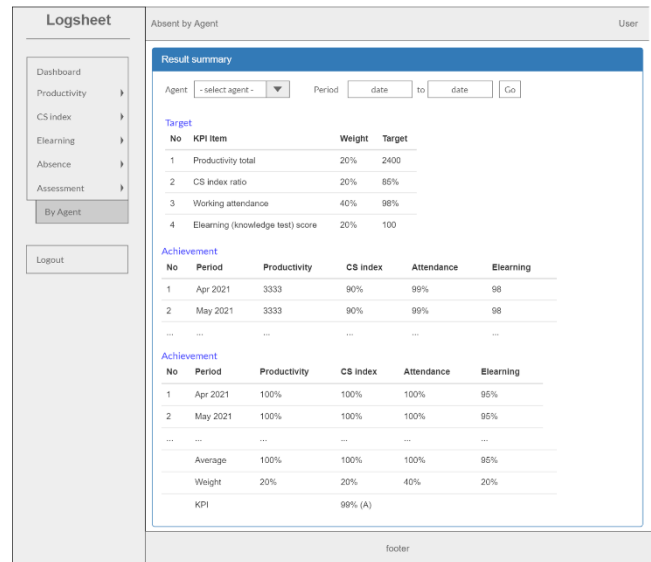 Logsheet
Absent by Agent User
Dashboard
Productivity
CS index
Elearning
Absence
Assessment
By Agent
Logout
Result summary
Agent - select agent - Period date to date Go
Target
No KPI Item Weight Target
1 Productivity total 20% 2400
2 CS index ratio 20% 85%
3 Working attendance 40% 98%
4 Elearning (knowledge test) score 20% 100
Achievement
No Period Productivity CS index Attendance Elearning
1 Apr 2021 3333 90% 99% 98
2 May 2021 3333 90% 99% 98
... ... ... ... ... ...
Achievement
No Period Productivity CS index Attendance Elearning
1 Apr 2021 100% 100% 100% 95%
2 May 2021 100% 100% 100% 95%
... ... ... ... ... ...
Average 100% 100% 100% 95%
Weight 20% 20% 40% 20%
KPI 99% (A)
footer